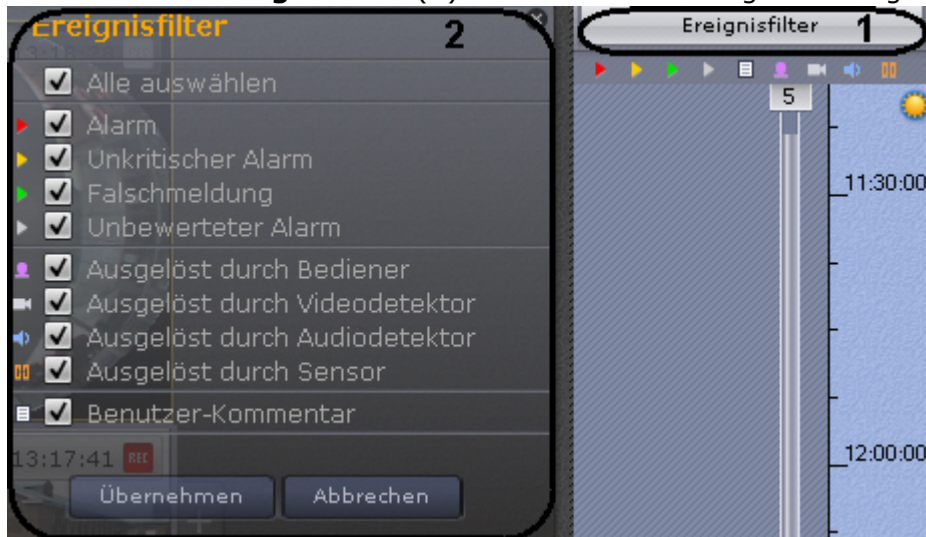 Ereignisfilter
2
Alle auswählen
Alarm
Unkritischer Alarm
Falschmeldung
Unbewerteter Alarm
Ausgelöst durch Bediener
Ausgelöst durch Videodetektor
Ausgelöst durch Audiodetektor
Ausgelöst durch Sensor
Benutzer-Kommentar
13:17:41 REC
Übernehmen
Abbrechen
Ereignisfilter
1
5
11:30:00
12:00:00